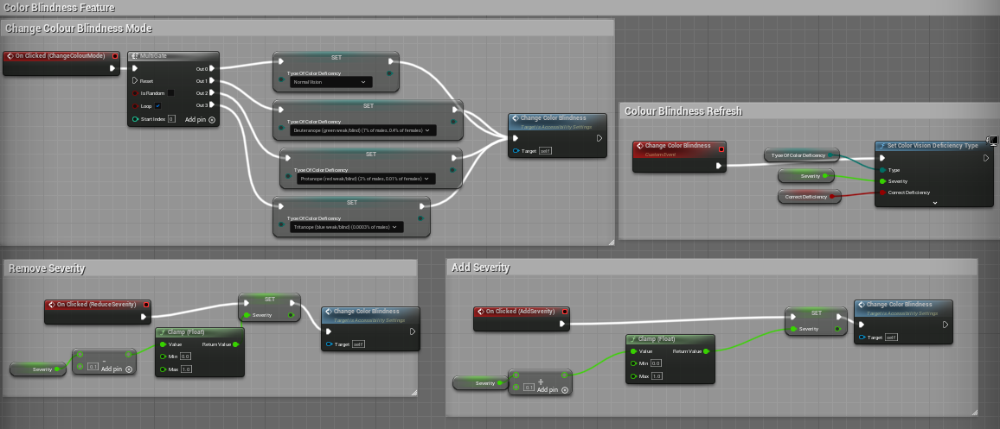 Color Blindness Feature
Change Colour Blindness Mode
On Clicked (ChangeColourMode)
MultiGate
Out 0
Reset
Out 1
Is Random
Out 2
Loop
Out 3
Start Index 0
Add pin
SET
Type Of Color Deficency
Normal Vision
SET
Type Of Color Deficency
Deuteranope (green weak/blind) (7% of males, 0.4% of females)
SET
Type Of Color Deficency
Protanope (red weak/blind) (2% of males, 0.01% of females)
SET
Type Of Color Deficency
Tritanope (blue weak/blind) (0.0003% of males)
Change Color Blindness
Target is Accessibility Settings
Target self
Colour Blindness Refresh
Change Color Blindness
Custom Event
Type Of Color Deficency
Severity
Correct Deficiency
Set Color Vision Deficiency Type
Type
Severity
Correct Deficiency
Remove Severity
On Clicked (ReduceSeverity)
SET
Severity
Change Color Blindness
Target is Accessibility Settings
Target self
Clamp (Float)
Value
Return Value
Min 0.0
Max 1.0
Severity
-
0.1
Add pin
Add Severity
On Clicked (AddSeverity)
SET
Severity
Change Color Blindness
Target is Accessibility Settings
Target self
Clamp (Float)
Value
Return Value
Min 0.0
Max 1.0
Severity
+
0.1
Add pin